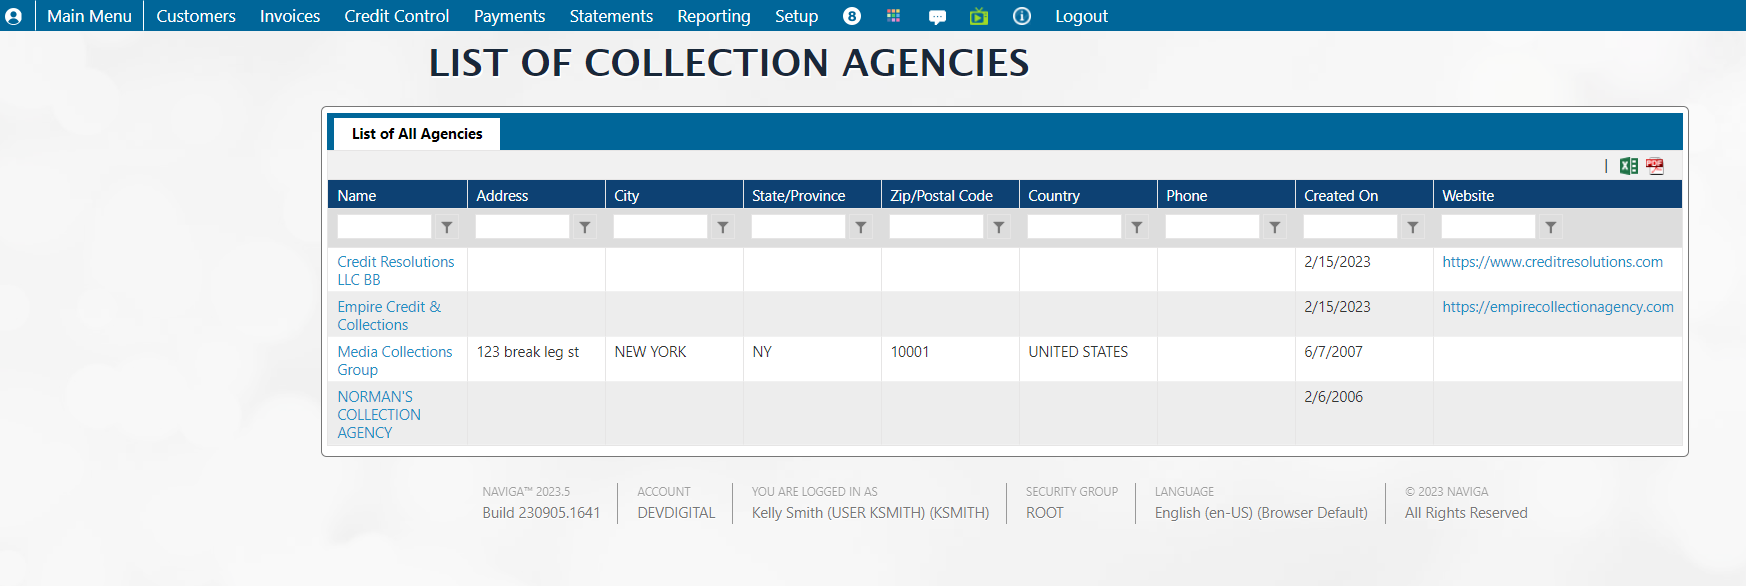 Main Menu Customers Invoices Credit Control Payments Statements Reporting Setup 8 Logout
LIST OF COLLECTION AGENCIES
List of All Agencies
PDF
Name Address City State/Province Zip/Postal Code Country Phone Created On Website
Credit Resolutions 2/15/2023 https://www.creditresolutions.com
LLC BB
Empire Credit & 2/15/2023 https://empirecollectionagency.com
Collections
Media Collections 123 break leg st NEW YORK NY 10001 UNITED STATES 6/7/2007
Group
NORMAN'S 2/6/2006
COLLECTION
AGENCY
NAVIGA™ 2023.5 ACCOUNT YOU ARE LOGGED IN AS SECURITY GROUP LANGUAGE © 2023 NAVIGA
Build 230905.1641 DEVDIGITAL Kelly Smith (USER KSMITH) (KSMITH) ROOT English (en-US) (Browser Default) All Rights Reserved